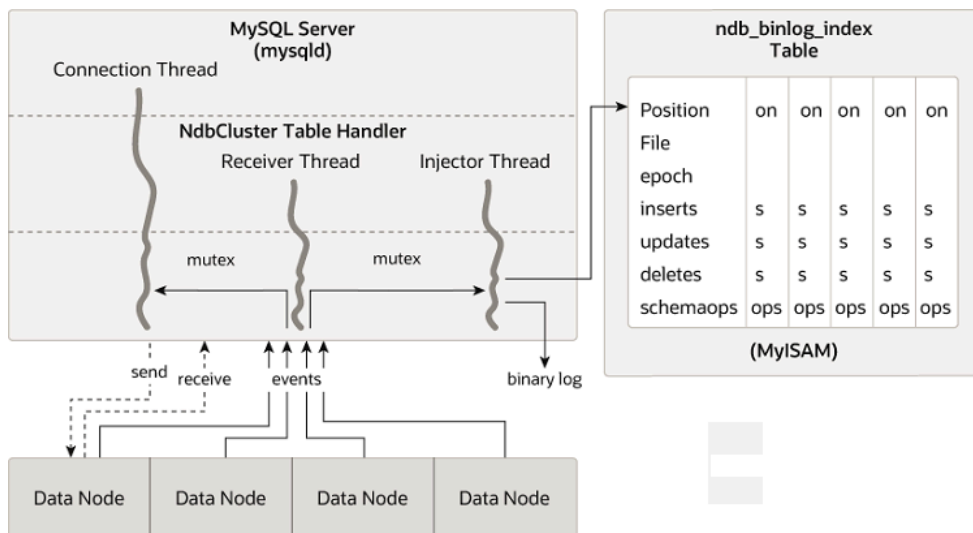 MySQL Server
(mysqld)
Connection Thread
NdbCluster Table Handler
Receiver Thread
Injector Thread
mutex
mutex
send
receive
events
binary log
Data Node
Data Node
Data Node
Data Node
ndb_binlog_index
Table
Position on on on on on
File
epoch
inserts s s s s s
updates s s s s s
deletes s s s s s
schemaops ops ops ops ops ops
(MyISAM)